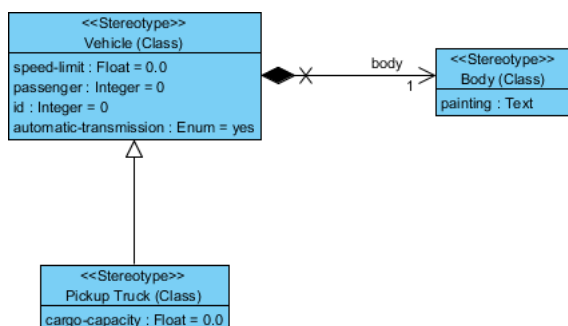 <<Stereotype>>
Vehicle (Class)
speed-limit : Float = 0.0
passenger : Integer = 0
id : Integer = 0
automatic-transmission : Enum = yes
body
1
<<Stereotype>>
Body (Class)
painting : Text
<<Stereotype>>
Pickup Truck (Class)
cargo-capacity : Float = 0.0